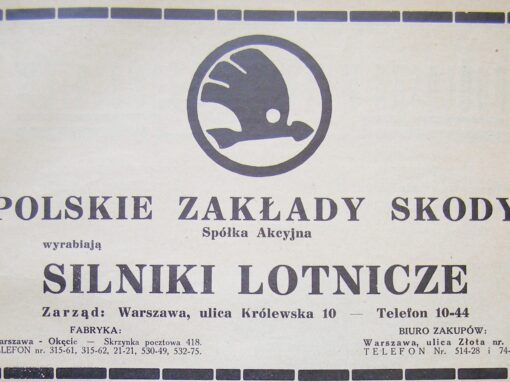 POLSKIE ZAKŁADY SKODY
Spółka Akcyjna
wyrabiają
SILNIKI LOTNICZE
Zarząd: Warszawa, ulica Królewska 10 — Telefon 10-44
FABRYKA:
Warszawa - Okęcie — Skrzynka pocztowa 418.
TELEFON nr. 315-61, 315-62, 21-21, 530-49, 532-75.
BIURO ZAKUPÓW:
Warszawa, ulica Złota nr.
TELEFON Nr. 514-28 i 74-